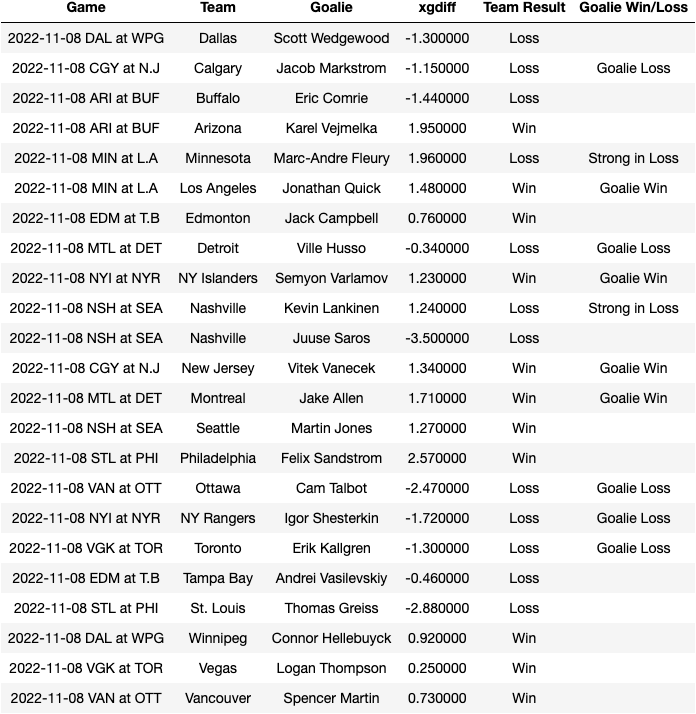 Game Team Goalie xgdiff Team Result Goalie Win/Loss
2022-11-08 DAL at WPG Dallas Scott Wedgewood -1.300000 Loss
2022-11-08 CGY at N.J Calgary Jacob Markstrom -1.150000 Loss Goalie Loss
2022-11-08 ARI at BUF Buffalo Eric Comrie -1.440000 Loss
2022-11-08 ARI at BUF Arizona Karel Vejmelka 1.950000 Win
2022-11-08 MIN at L.A Minnesota Marc-Andre Fleury 1.960000 Loss Strong in Loss
2022-11-08 MIN at L.A Los Angeles Jonathan Quick 1.480000 Win Goalie Win
2022-11-08 EDM at T.B Edmonton Jack Campbell 0.760000 Win
2022-11-08 MTL at DET Detroit Ville Husso -0.340000 Loss Goalie Loss
2022-11-08 NYI at NYR NY Islanders Semyon Varlamov 1.230000 Win Goalie Win
2022-11-08 NSH at SEA Nashville Kevin Lankinen 1.240000 Loss Strong in Loss
2022-11-08 NSH at SEA Nashville Juuse Saros -3.500000 Loss
2022-11-08 CGY at N.J New Jersey Vitek Vanecek 1.340000 Win Goalie Win
2022-11-08 MTL at DET Montreal Jake Allen 1.710000 Win Goalie Win
2022-11-08 NSH at SEA Seattle Martin Jones 1.270000 Win
2022-11-08 STL at PHI Philadelphia Felix Sandstrom 2.570000 Win
2022-11-08 VAN at OTT Ottawa Cam Talbot -2.470000 Loss Goalie Loss
2022-11-08 NYI at NYR NY Rangers Igor Shesterkin -1.720000 Loss Goalie Loss
2022-11-08 VGK at TOR Toronto Erik Kallgren -1.300000 Loss Goalie Loss
2022-11-08 EDM at T.B Tampa Bay Andrei Vasilevskiy -0.460000 Loss
2022-11-08 STL at PHI St. Louis Thomas Greiss -2.880000 Loss
2022-11-08 DAL at WPG Winnipeg Connor Hellebuyck 0.920000 Win
2022-11-08 VGK at TOR Vegas Logan Thompson 0.250000 Win
2022-11-08 VAN at OTT Vancouver Spencer Martin 0.730000 Win